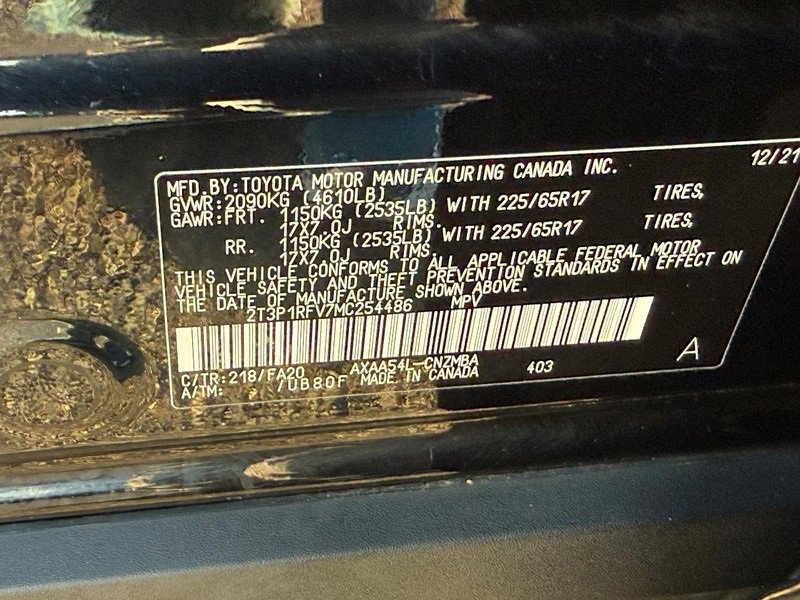 12/21
MFD.BY:TOYOTA MOTOR MANUFACTURING CANADA INC.
GVWR:2090KG (4610LB)
GAWR:FRT. 1150KG (2535LB) WITH 225/65R17 TIRES,
17X7.0J RIMS.
RR. 1150KG (2535LB) WITH 225/65R17 TIRES,
17X7.0J RIMS.
THIS VEHICLE CONFORMS TO ALL APPLICABLE FEDERAL MOTOR
VEHICLE SAFETY AND THEFT PREVENTION STANDARDS IN EFFECT ON
THE DATE OF MANUFACTURE SHOWN ABOVE.
2T3P1RFV7MC254486 MPV
C/TR:218/FA20 AXAA54L-CNZMBA 403 A
A/TM: /UB80F MADE IN CANADA